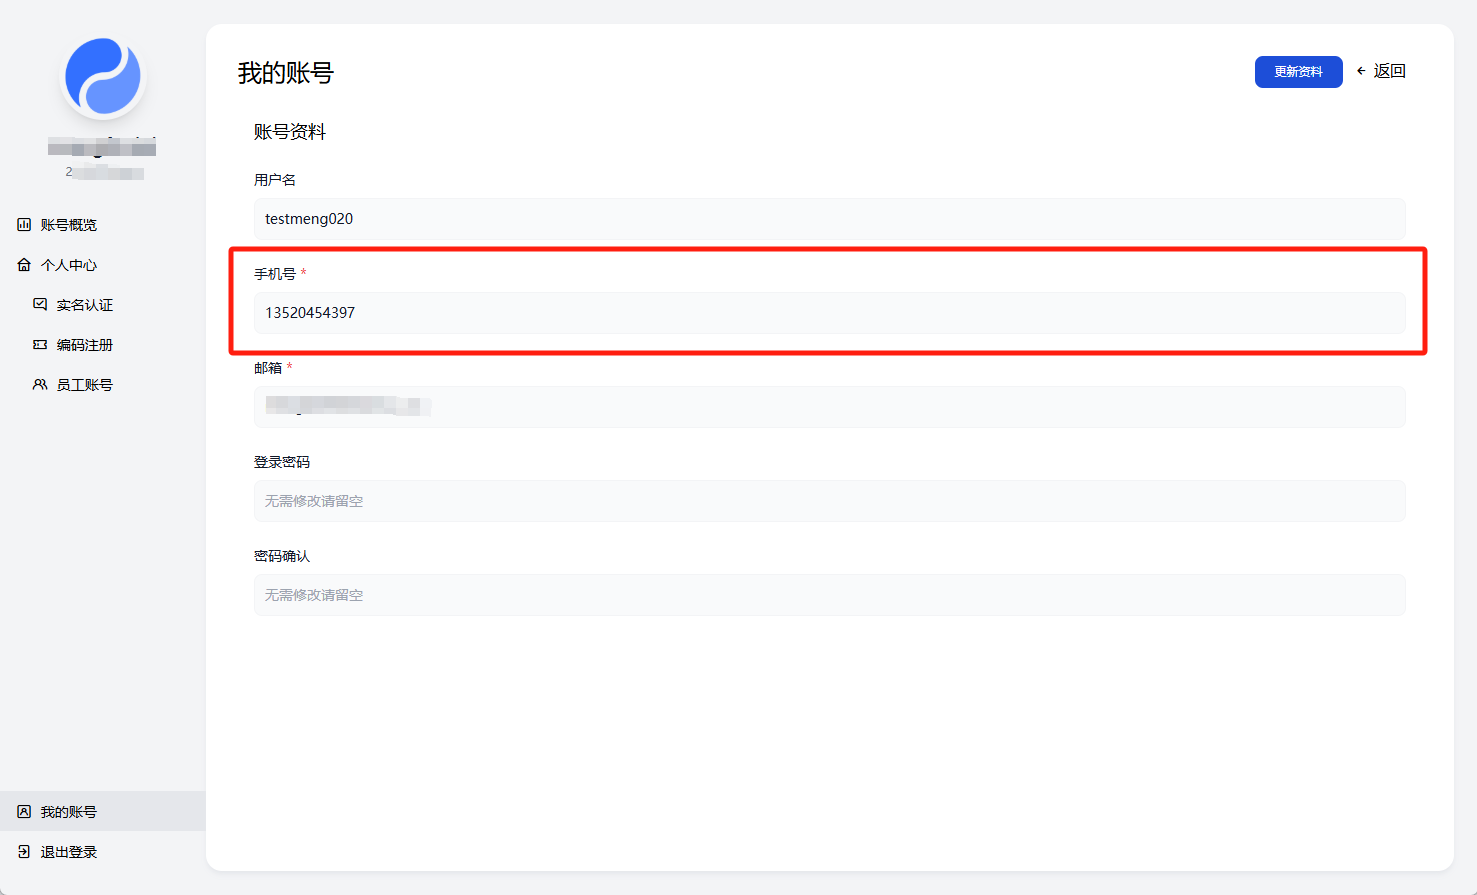 2
账号概览
个人中心
实名认证
编码注册
员工账号
我的账号
退出登录
我的账号
更新资料
返回
账号资料
用户名
testmeng020
手机号 *
13520454397
邮箱 *
登录密码
无需修改请留空
密码确认
无需修改请留空